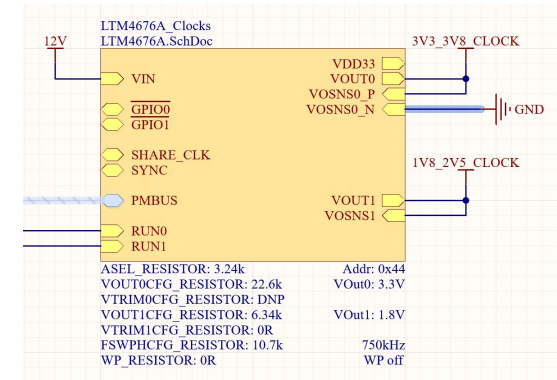 LTM4676A_Clocks
LTM4676A.SchDoc
12V
3V3_3V8_CLOCK
VDD33
VIN
VOUT0
VOSNS0_P
GPIO0
VOSNS0_N
GND
GPIO1
SHARE_CLK
SYNC
1V8_2V5_CLOCK
PMBUS
VOUT1
VOSNS1
RUN0
RUN1
ASEL_RESISTOR: 3.24k Addr: 0x44
VOUT0CFG_RESISTOR: 22.6k VOut0: 3.3V
VTRIM0CFG_RESISTOR: DNP
VOUT1CFG_RESISTOR: 6.34k VOut1: 1.8V
VTRIM1CFG_RESISTOR: 0R
FSWPHCFG_RESISTOR: 10.7k 750kHz
WP_RESISTOR: 0R WP off